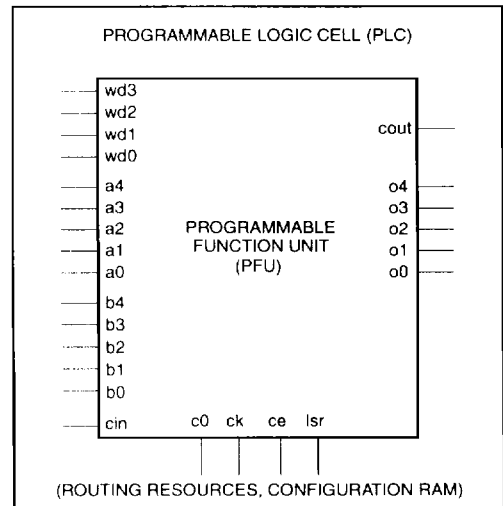 PROGRAMMABLE LOGIC CELL (PLC)
wd3
wd2
wd1
wd0
cout
a4
a3
a2
a1
a0
o4
o3
o2
o1
o0
PROGRAMMABLE
FUNCTION UNIT
(PFU)
b4
b3
b2
b1
b0
cin
c0 ck ce lsr
(ROUTING RESOURCES, CONFIGURATION RAM)